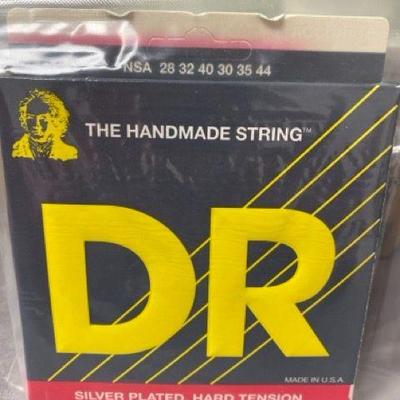 NSA 28 32 40 30 35 44
THE HANDMADE STRING™
DR
MADE IN U.S.A.
SILVER PLATED, HARD TENSION